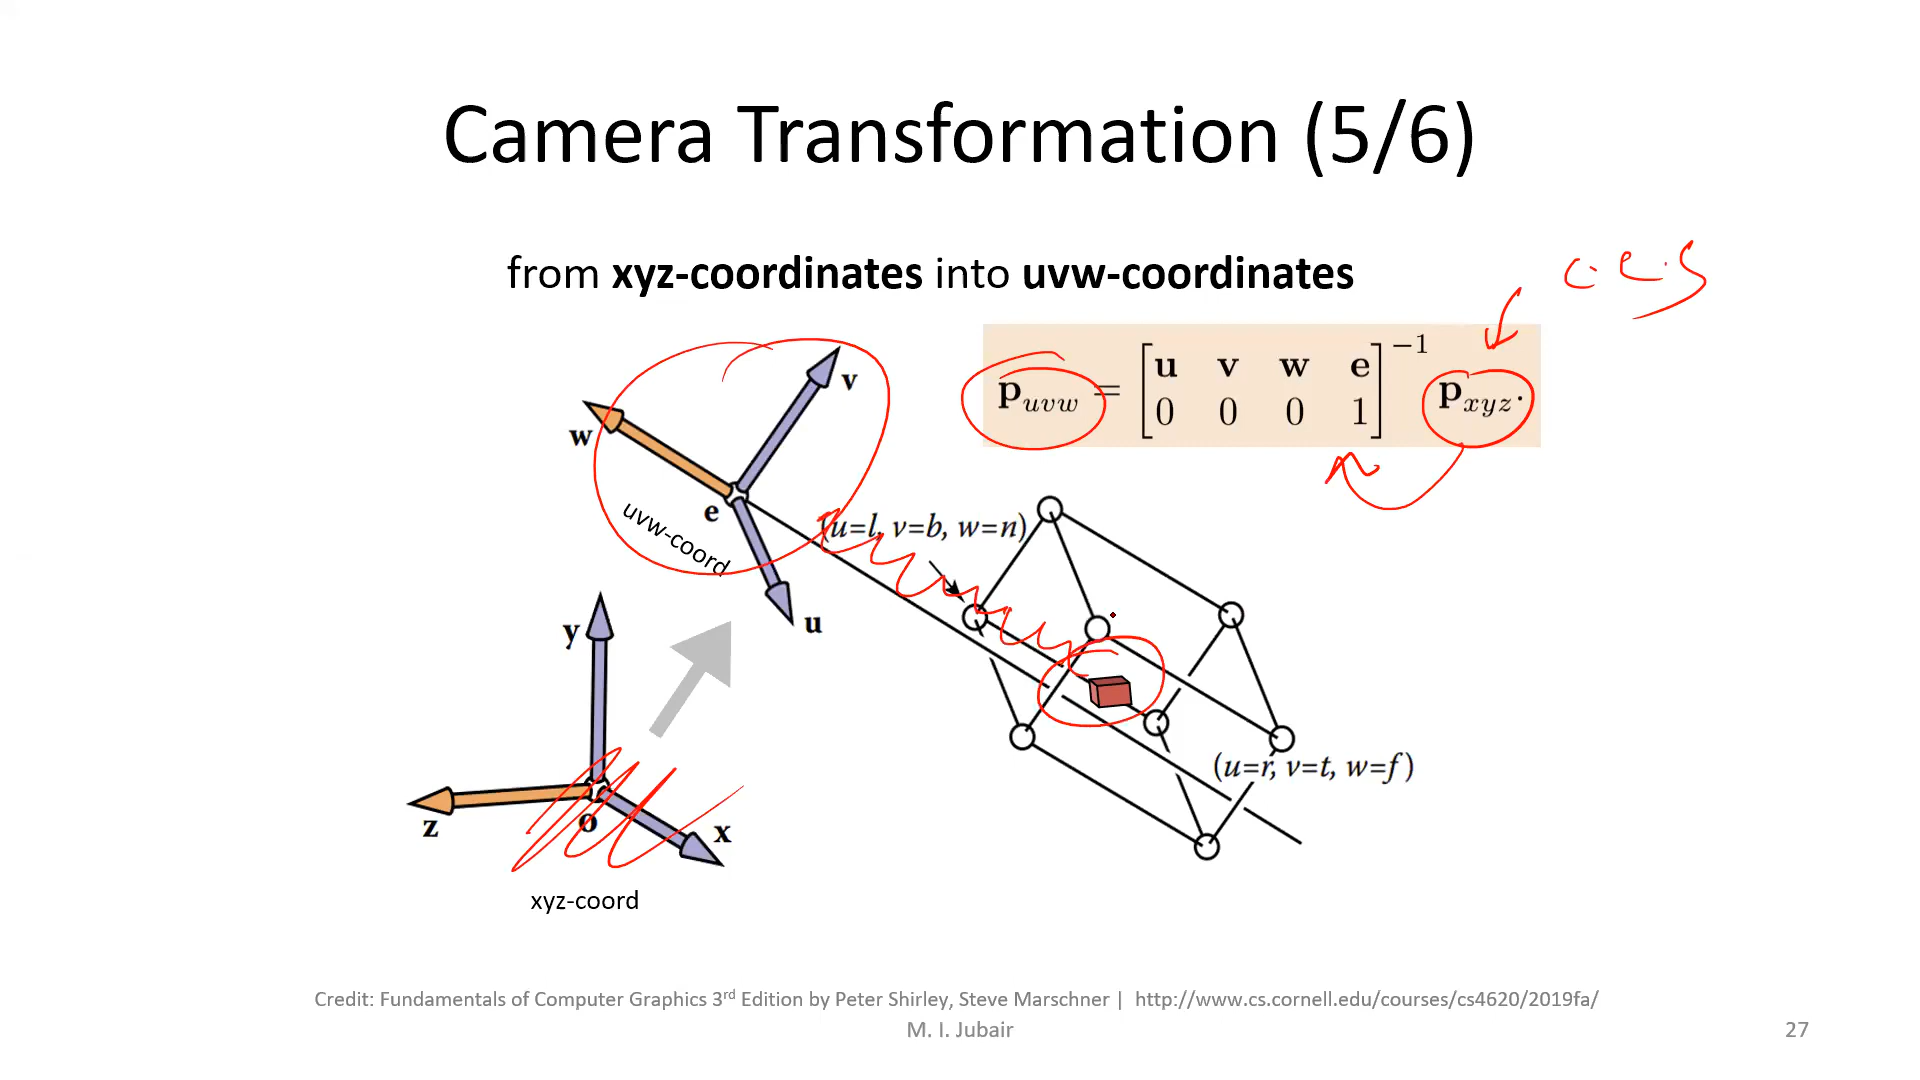 Camera Transformation (5/6)
from xyz-coordinates into uvw-coordinates
p_uvw = [u v w e
0 0 0 1]^−1 p_xyz.
v
w
e
uvw-coord
u
(u=l, v=b, w=n)
y
z
o
x
xyz-coord
(u=r, v=t, w=f)
Credit: Fundamentals of Computer Graphics 3rd Edition by Peter Shirley, Steve Marschner | http://www.cs.cornell.edu/courses/cs4620/2019fa/
M. I. Jubair
27